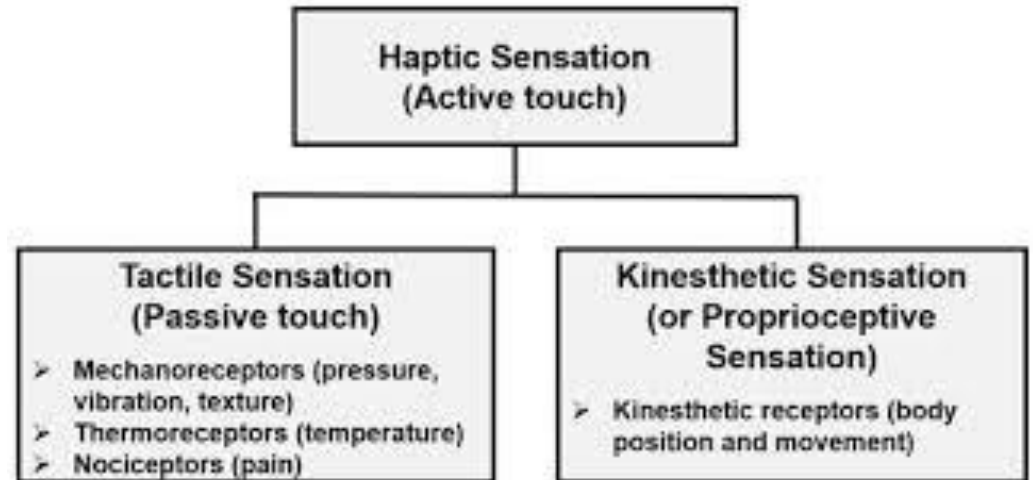 Haptic Sensation
(Active touch)
Tactile Sensation
(Passive touch)
➢ Mechanoreceptors (pressure,
vibration, texture)
➢ Thermoreceptors (temperature)
➢ Nociceptors (pain)
Kinesthetic Sensation
(or Proprioceptive
Sensation)
➢ Kinesthetic receptors (body
position and movement)